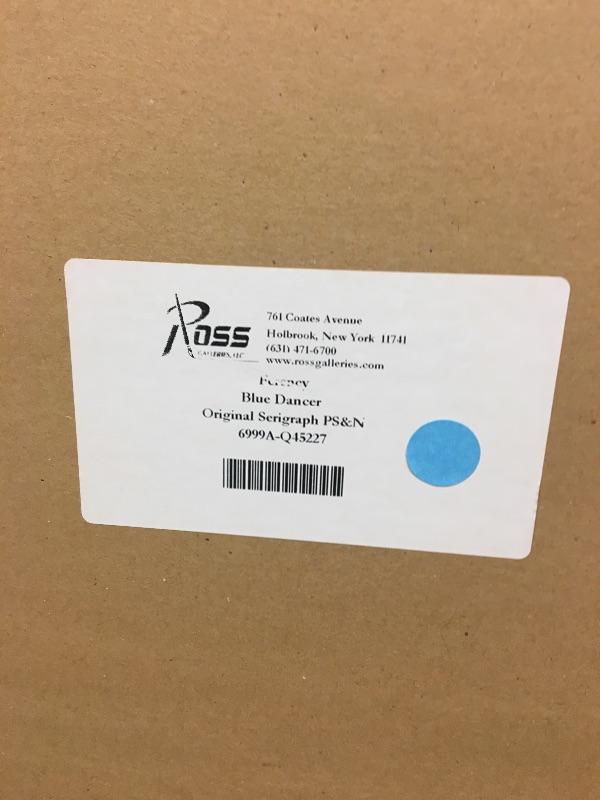 ROSS
GALLERIES, LLC
761 Coates Avenue
Holbrook, New York 11741
(631) 471-6700
www.rossgalleries.com
Blue Dancer
Original Serigraph PS&N
6999A-Q45227